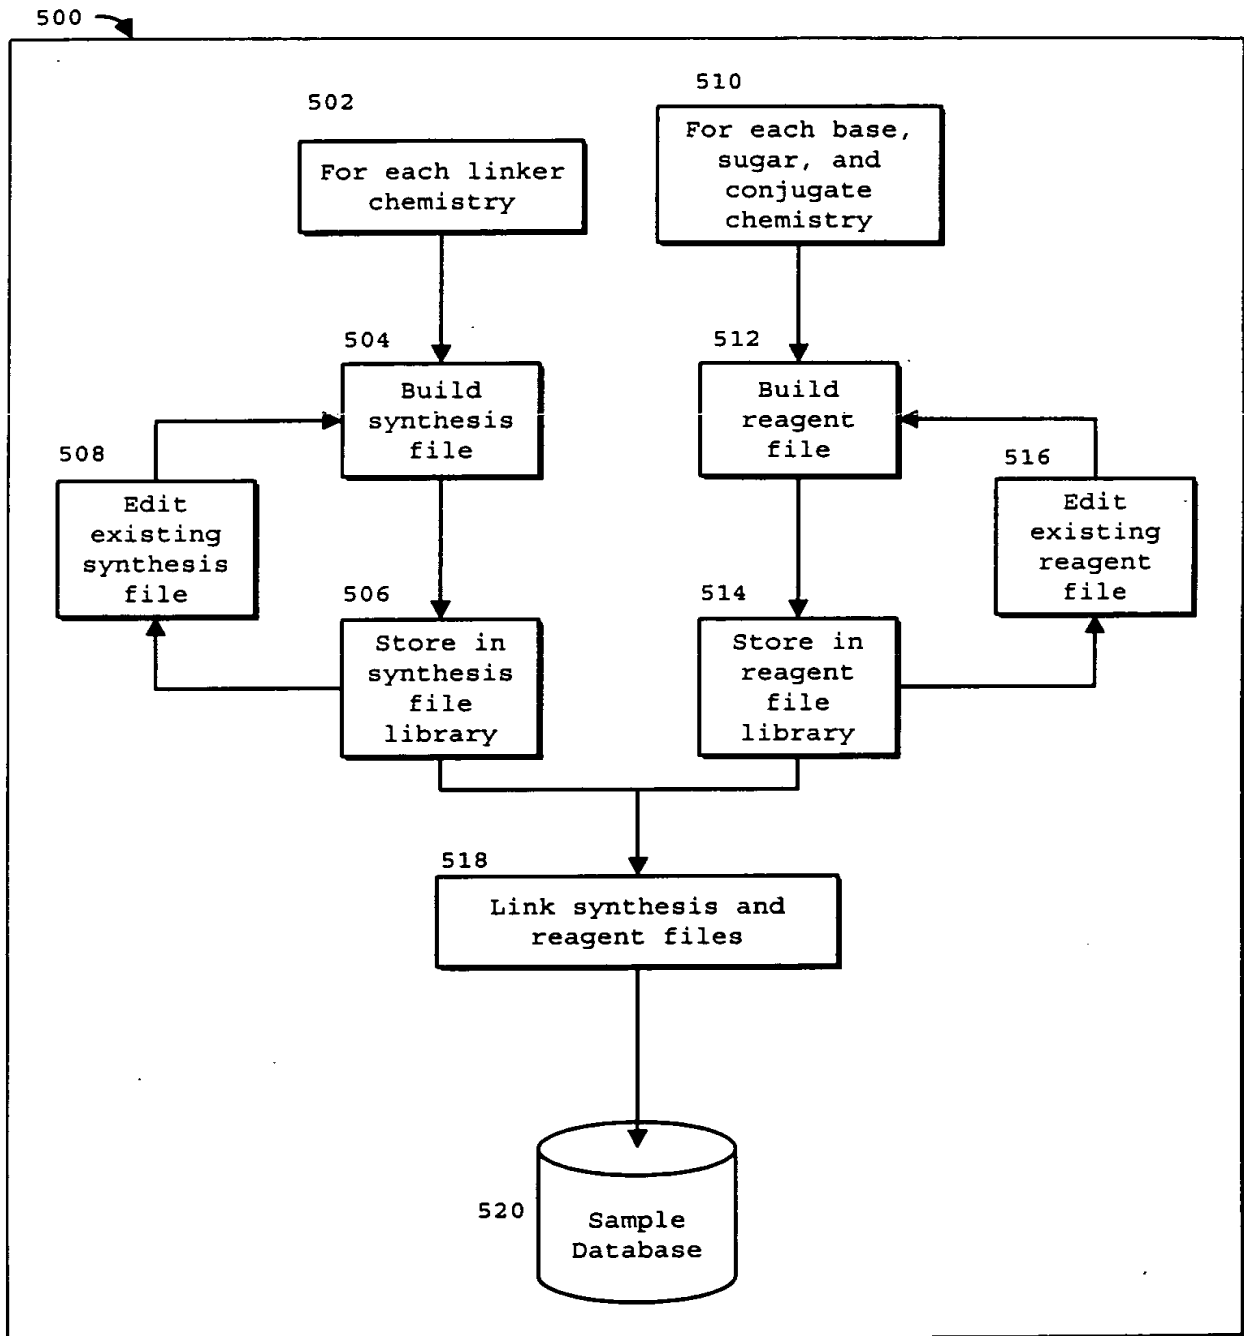 500
502
For each linker
chemistry
510
For each base,
sugar, and
conjugate
chemistry
504
Build
synthesis
file
512
Build
reagent
file
508
Edit
existing
synthesis
file
516
Edit
existing
reagent
file
506
Store in
synthesis
file
library
514
Store in
reagent
file
library
518
Link synthesis and
reagent files
520
Sample
Database